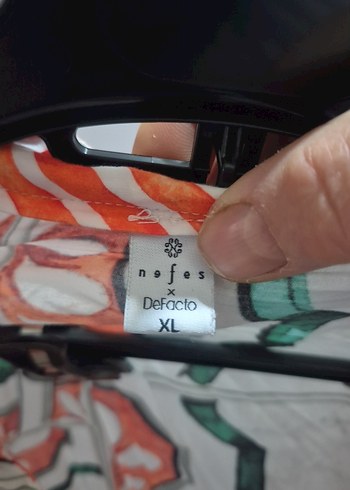 nefes
x
DeFacto
XL